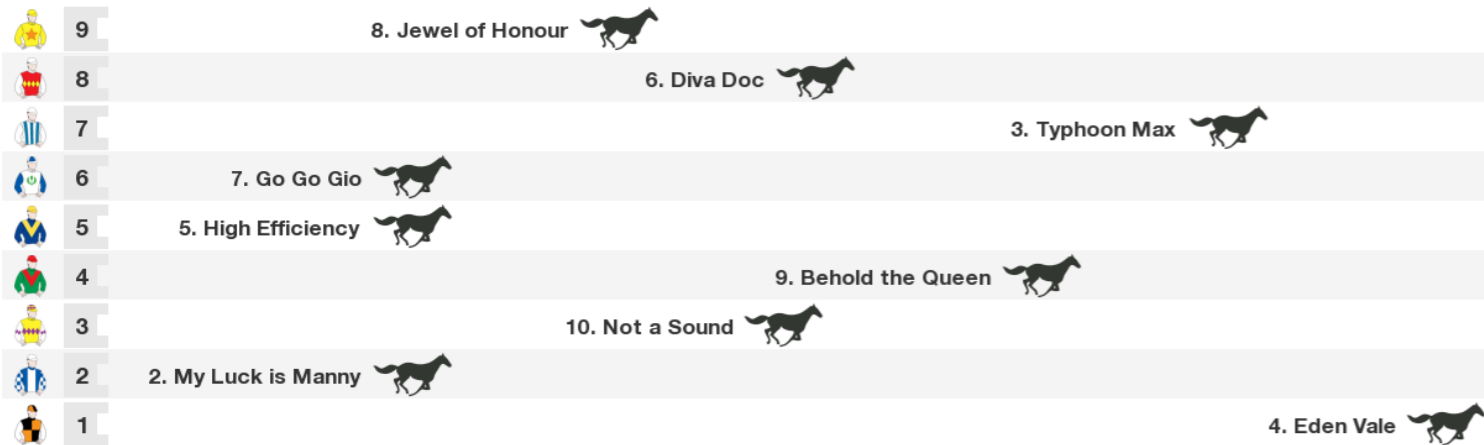 9 8. Jewel of Honour
8 6. Diva Doc
7 3. Typhoon Max
6 7. Go Go Gio
5 5. High Efficiency
4 9. Behold the Queen
3 10. Not a Sound
2 2. My Luck is Manny
1 4. Eden Vale